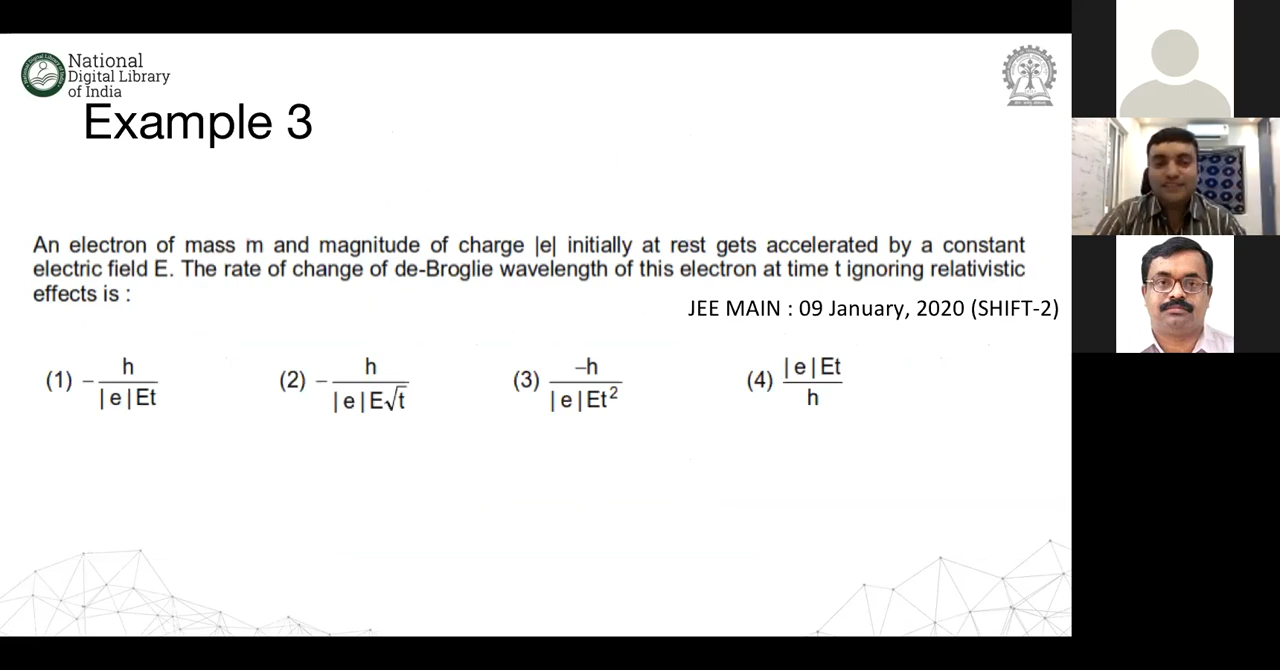 National
Digital Library
of India
Example 3
An electron of mass m and magnitude of charge |e| initially at rest gets accelerated by a constant
electric field E. The rate of change of de-Broglie wavelength of this electron at time t ignoring relativistic
effects is :
JEE MAIN : 09 January, 2020 (SHIFT-2)
(1) – h / | e | Et
(2) – h / | e | E√t
(3) –h / | e | Et²
(4) | e | Et / h